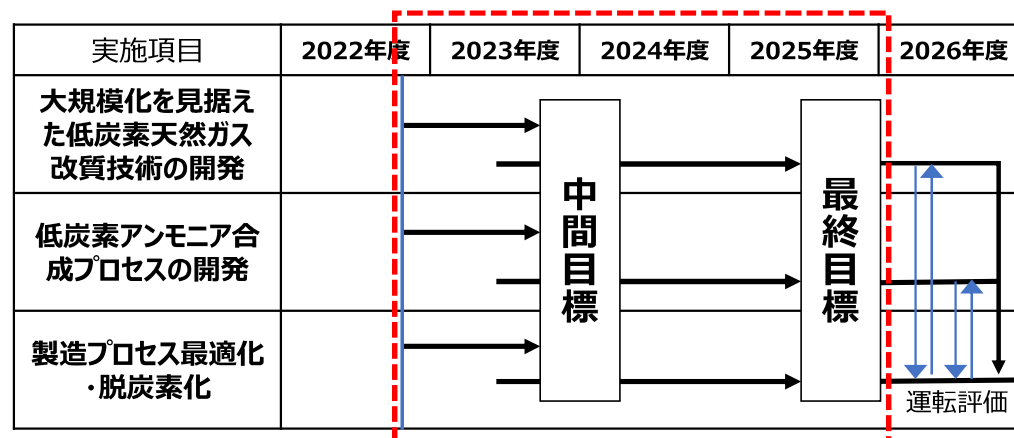 実施項目 2022年度 2023年度 2024年度 2025年度 2026年度
大規模化を見据え
た低炭素天然ガス
改質技術の開発
低炭素アンモニア合
成プロセスの開発
製造プロセス最適化
・脱炭素化
中間目標
最終目標
運転評価